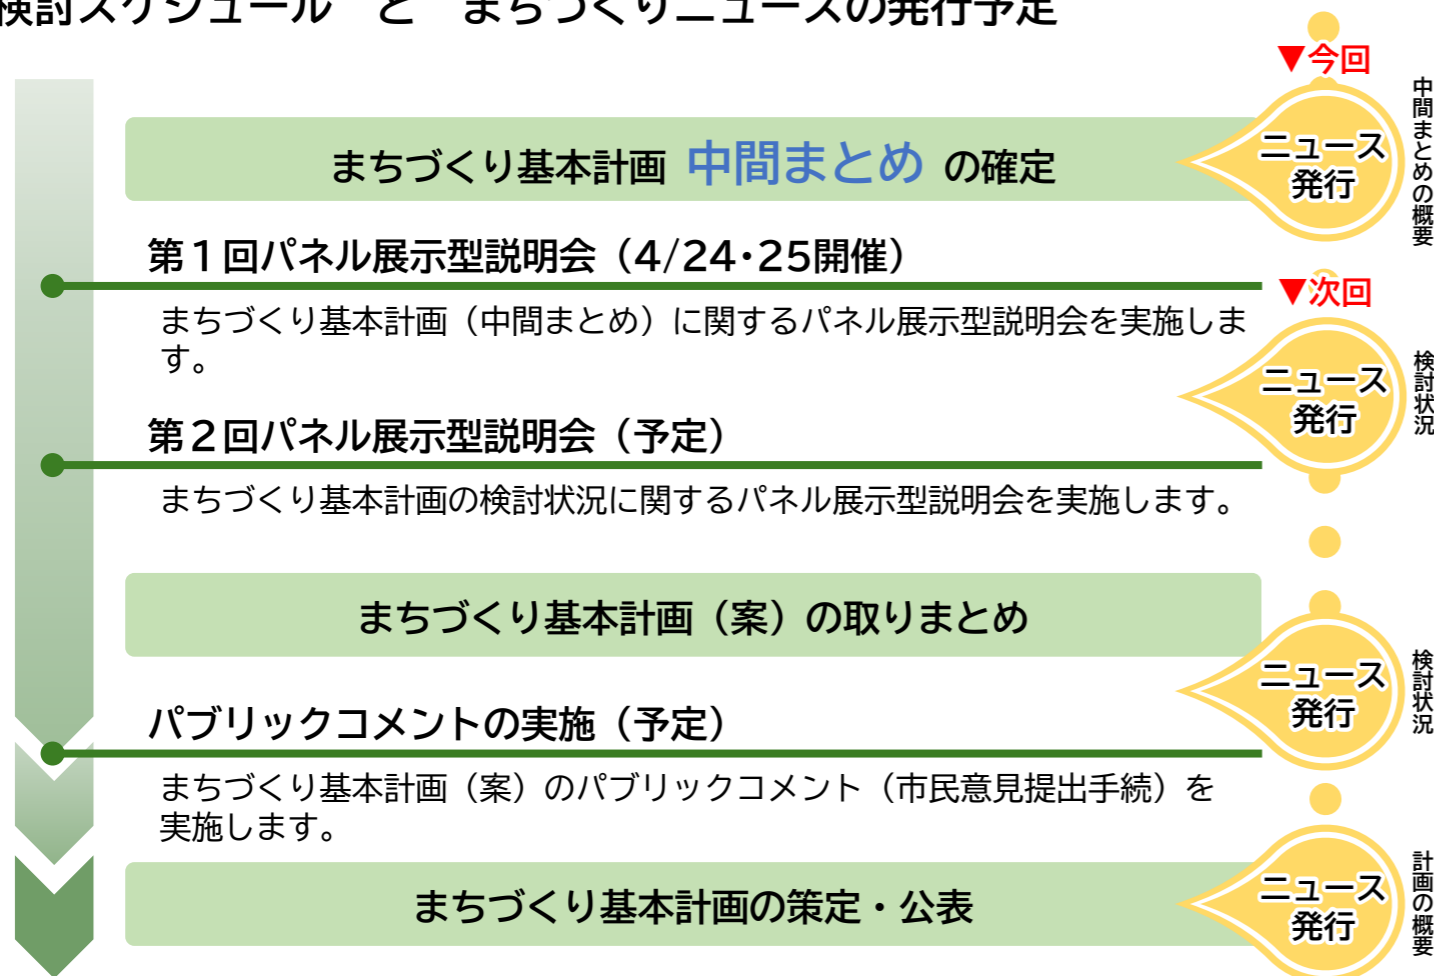 検討スケジュール と まちづくりニュースの発行予定
▼今回
まちづくり基本計画 中間まとめ の確定
ニュース
発行
中間まとめの概要
第1回パネル展示型説明会（4/24・25開催）
まちづくり基本計画（中間まとめ）に関するパネル展示型説明会を実施しま
す。
▼次回
ニュース
発行
検討状況
第2回パネル展示型説明会（予定）
まちづくり基本計画の検討状況に関するパネル展示型説明会を実施します。
まちづくり基本計画（案）の取りまとめ
ニュース
発行
検討状況
パブリックコメントの実施（予定）
まちづくり基本計画（案）のパブリックコメント（市民意見提出手続）を
実施します。
まちづくり基本計画の策定・公表
ニュース
発行
計画の概要